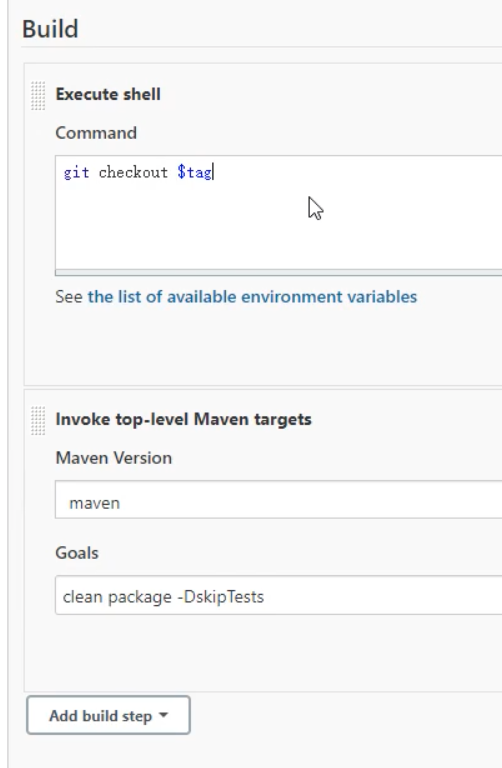 Build
Execute shell
Command
git checkout $tag
See the list of available environment variables
Invoke top-level Maven targets
Maven Version
maven
Goals
clean package -DskipTests
Add build step